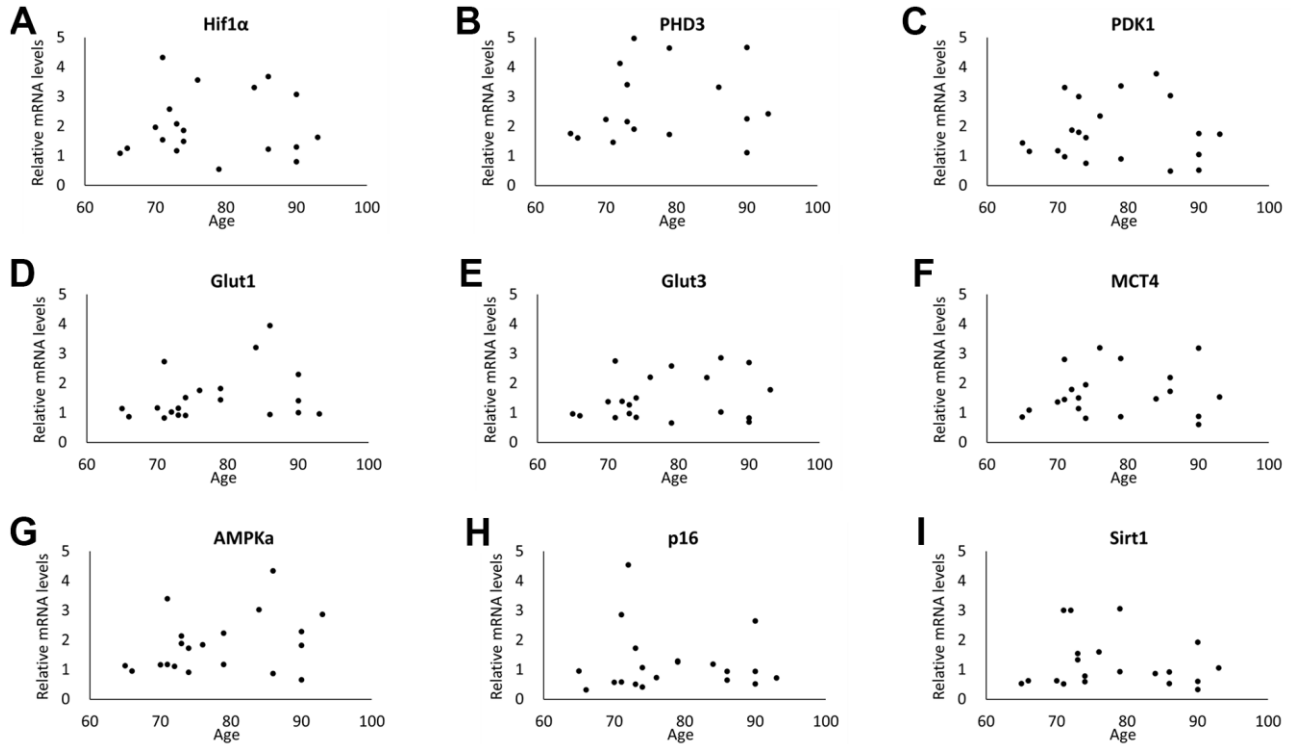 A
Hif1α
Relative mRNA levels
5
4
3
2
1
0
60 70 80 90 100
Age
B
PHD3
Relative mRNA levels
5
4
3
2
1
0
60 70 80 90 100
Age
C
PDK1
Relative mRNA levels
5
4
3
2
1
0
60 70 80 90 100
Age
D
Glut1
Relative mRNA levels
5
4
3
2
1
0
60 70 80 90 100
Age
E
Glut3
Relative mRNA levels
5
4
3
2
1
0
60 70 80 90 100
Age
F
MCT4
Relative mRNA levels
5
4
3
2
1
0
60 70 80 90 100
Age
G
AMPKa
Relative mRNA levels
5
4
3
2
1
0
60 70 80 90 100
Age
H
p16
Relative mRNA levels
5
4
3
2
1
0
60 70 80 90 100
Age
I
Sirt1
Relative mRNA levels
5
4
3
2
1
0
60 70 80 90 100
Age